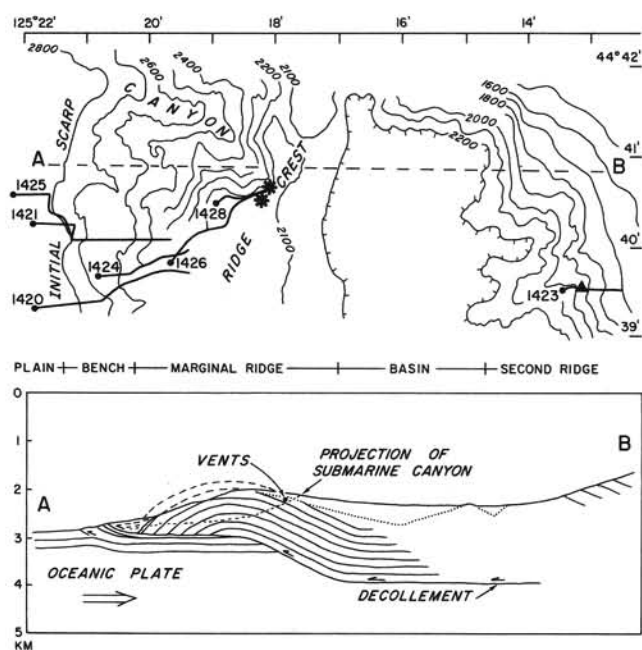 125°22' 20' 18' 16' 14'
44°42'
41'
40'
39'
2800
2600
2400
2200
2100
1600
1800
2000
2200
2100
SCARP
INITIAL
CANYON
RIDGE CREST
A
B
1425
1421
1428
1424
1426
1420
1423
PLAIN BENCH MARGINAL RIDGE BASIN SECOND RIDGE
0
1
2
3
4
5
KM
A
B
VENTS
PROJECTION OF
SUBMARINE CANYON
OCEANIC PLATE
DECOLLEMENT